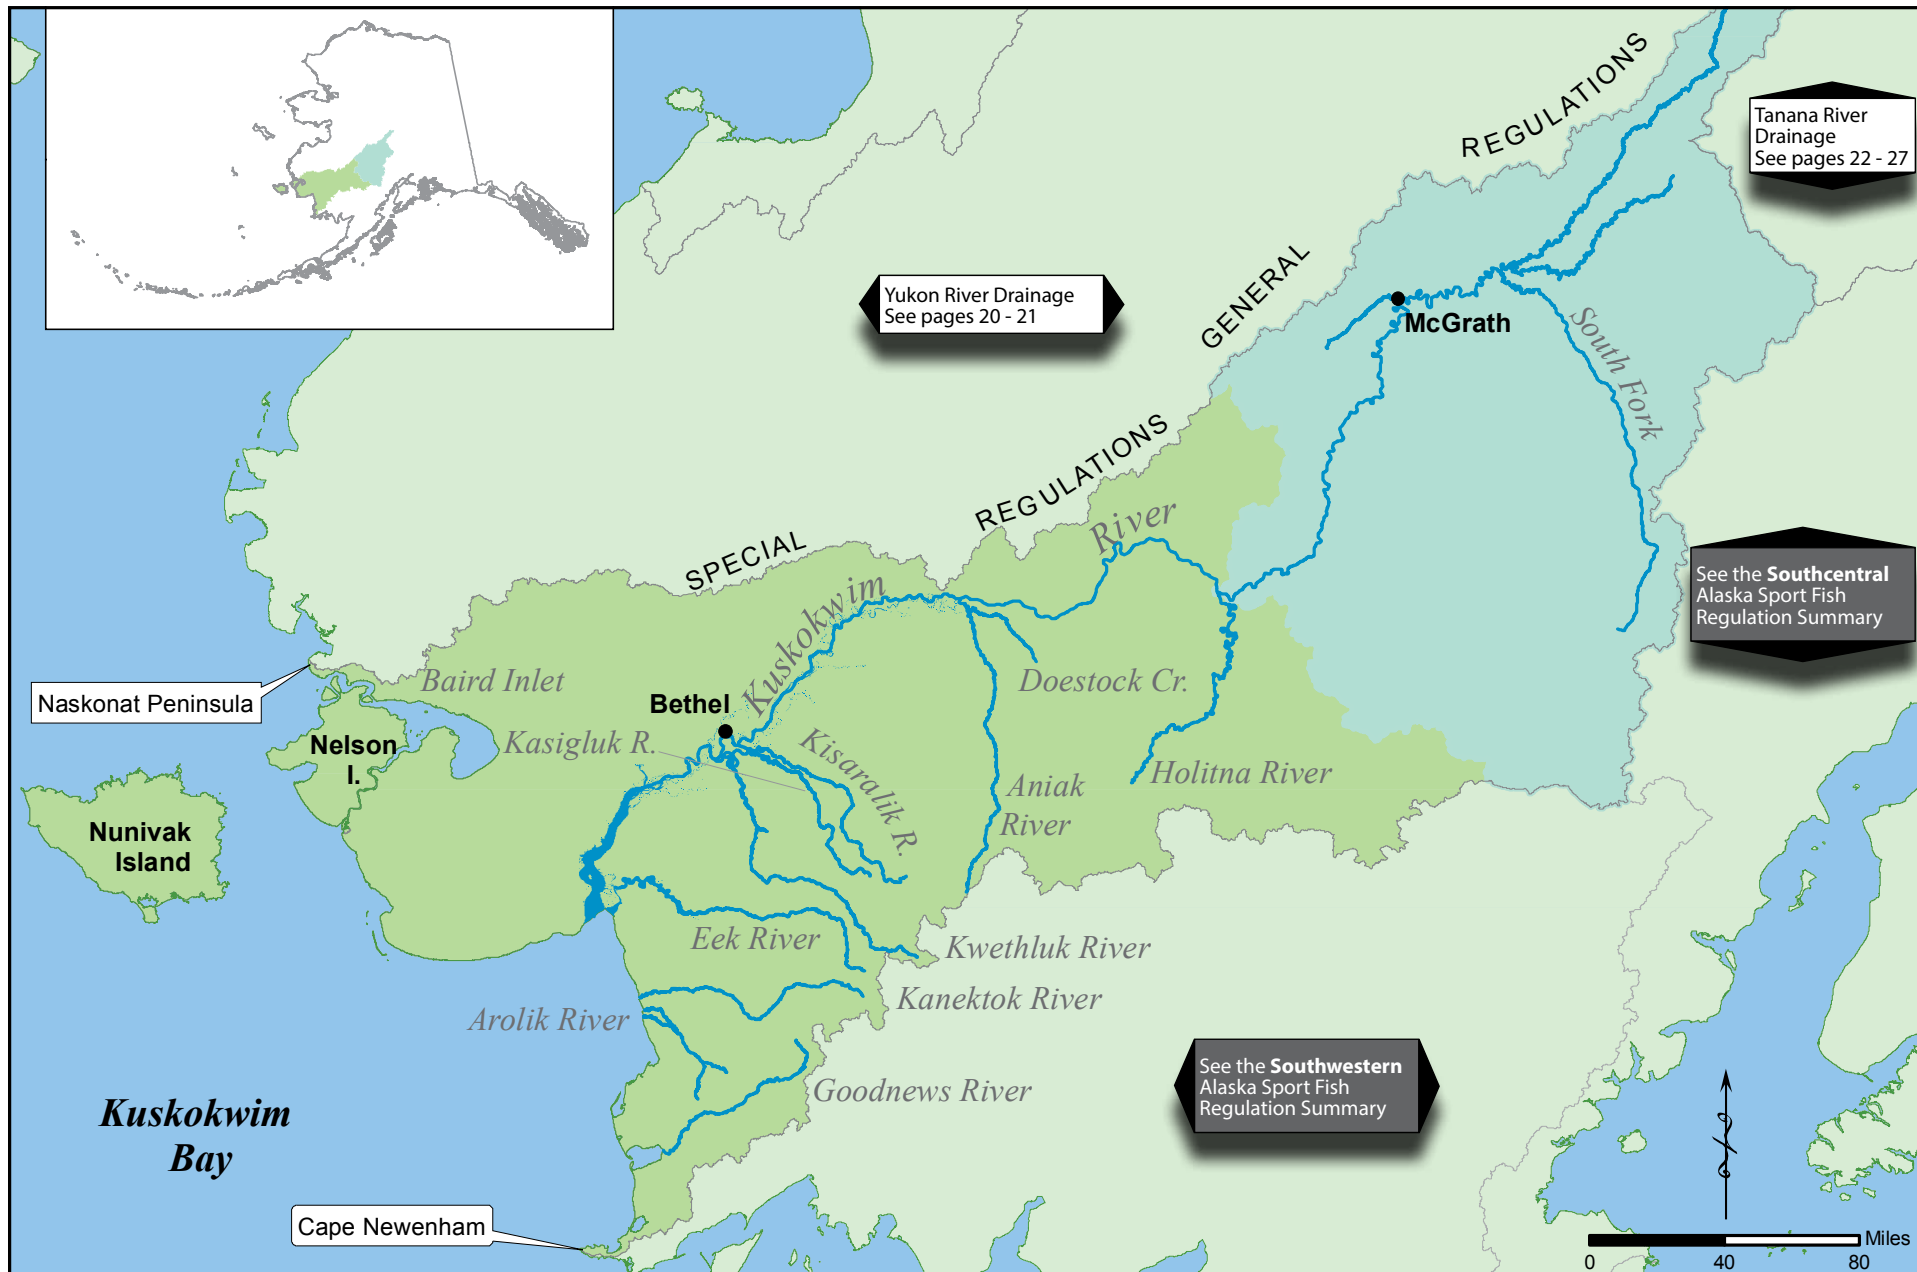 REGULATIONS
Tanana River
Drainage
See pages 22 - 27
Yukon River Drainage
See pages 20 - 21
GENERAL
McGrath
South Fork
REGULATIONS
River
SPECIAL
See the Southcentral
Alaska Sport Fish
Regulation Summary
Kuskokwim
Naskonat Peninsula
Baird Inlet
Doestock Cr.
Bethel
Nelson
I.
Kasigluk R.
Kisaralik R.
Holitna River
Aniak
River
Nunivak
Island
Eek River
Kwethluk River
Kanektok River
Arolik River
Goodnews River
See the Southwestern
Alaska Sport Fish
Regulation Summary
Kuskokwim
Bay
Cape Newenham
Miles
0 40 80